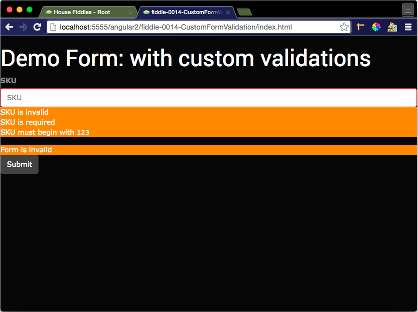 House Fiddles - Root
fiddle-0014-CustomFormV
localhost:5555/angular2/fiddle-0014-CustomFormValidation/index.html
Demo Form: with custom validations
SKU
SKU
SKU is invalid
SKU is required
SKU must begin with 123
Form is invalid
Submit